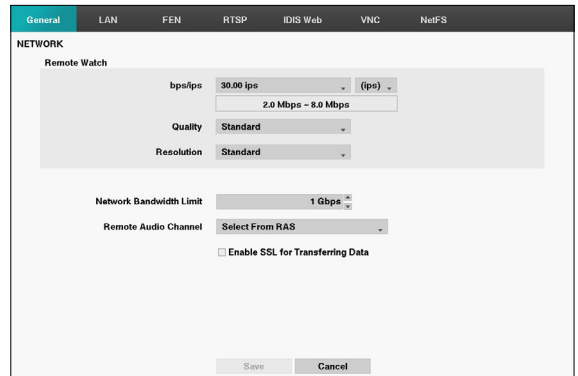 General LAN FEN RTSP IDIS Web VNC NetFS
NETWORK
Remote Watch
bps/ips 30.00 ips (ips)
2.0 Mbps ~ 8.0 Mbps
Quality Standard
Resolution Standard
Network Bandwidth Limit 1 Gbps
Remote Audio Channel Select From RAS
Enable SSL for Transferring Data
Save Cancel